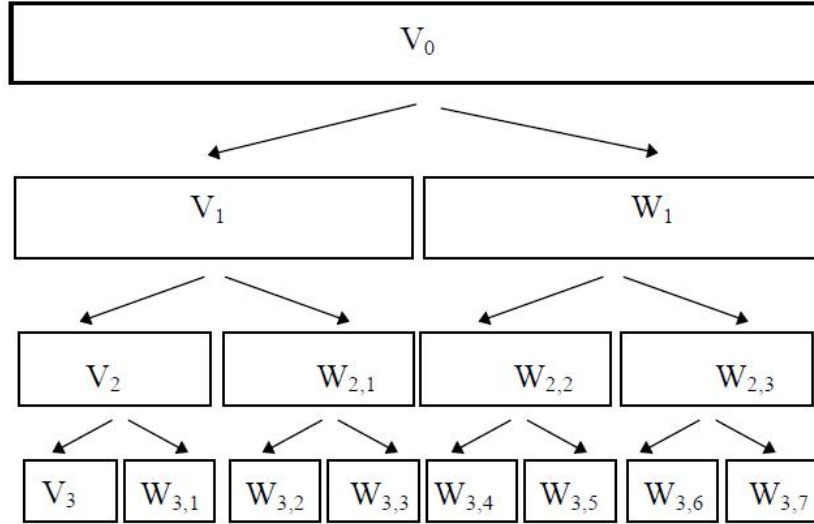 V₀
V₁ W₁
V₂ W₂,₁ W₂,₂ W₂,₃
V₃ W₃,₁ W₃,₂ W₃,₃ W₃,₄ W₃,₅ W₃,₆ W₃,₇